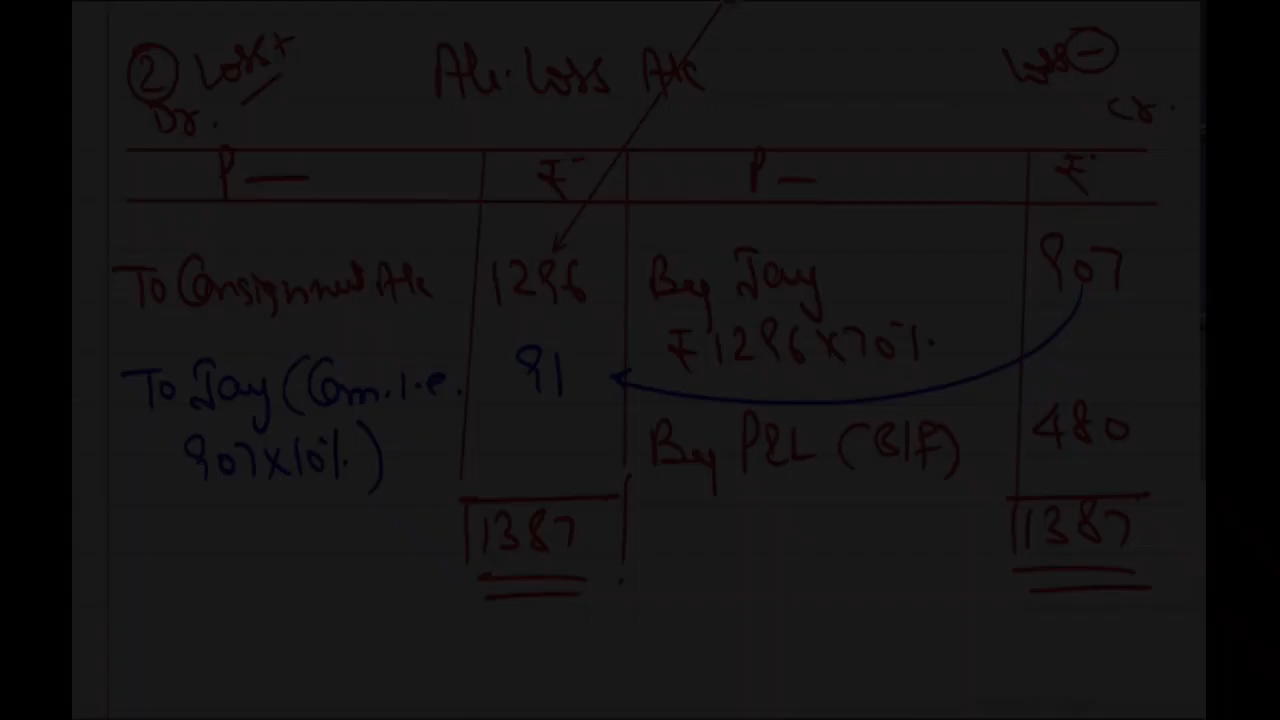 ② Loss + Ab. Loss A/c Loss ⊖
Dr. Cr.
P — ₹ P — ₹
To Consignment A/c 1296 By Jay 907
₹ 1296 × 70%.
To Jay (Com. i.e. 91
907 × 10%.) By P&L (B/F) 480
1387 1387